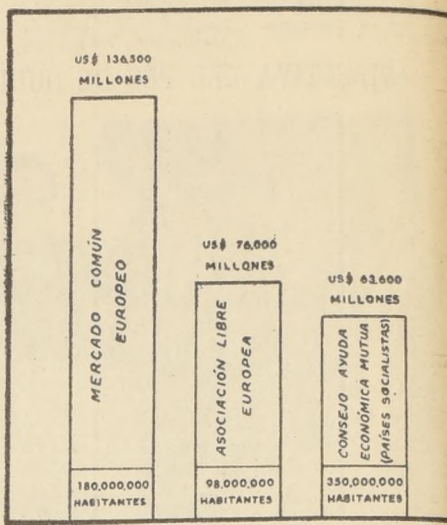 US$ 136.500
MILLONES
MERCADO COMÚN
EUROPEO
180,000,000
HABITANTES
US$ 76,000
MILLONES
ASOCIACIÓN LIBRE
EUROPEA
98,000,000
HABITANTES
US$ 63.600
MILLONES
CONSEJO AYUDA
ECONÓMICA MUTUA
(PAÍSES SOCIALISTAS)
350,000,000
HABITANTES